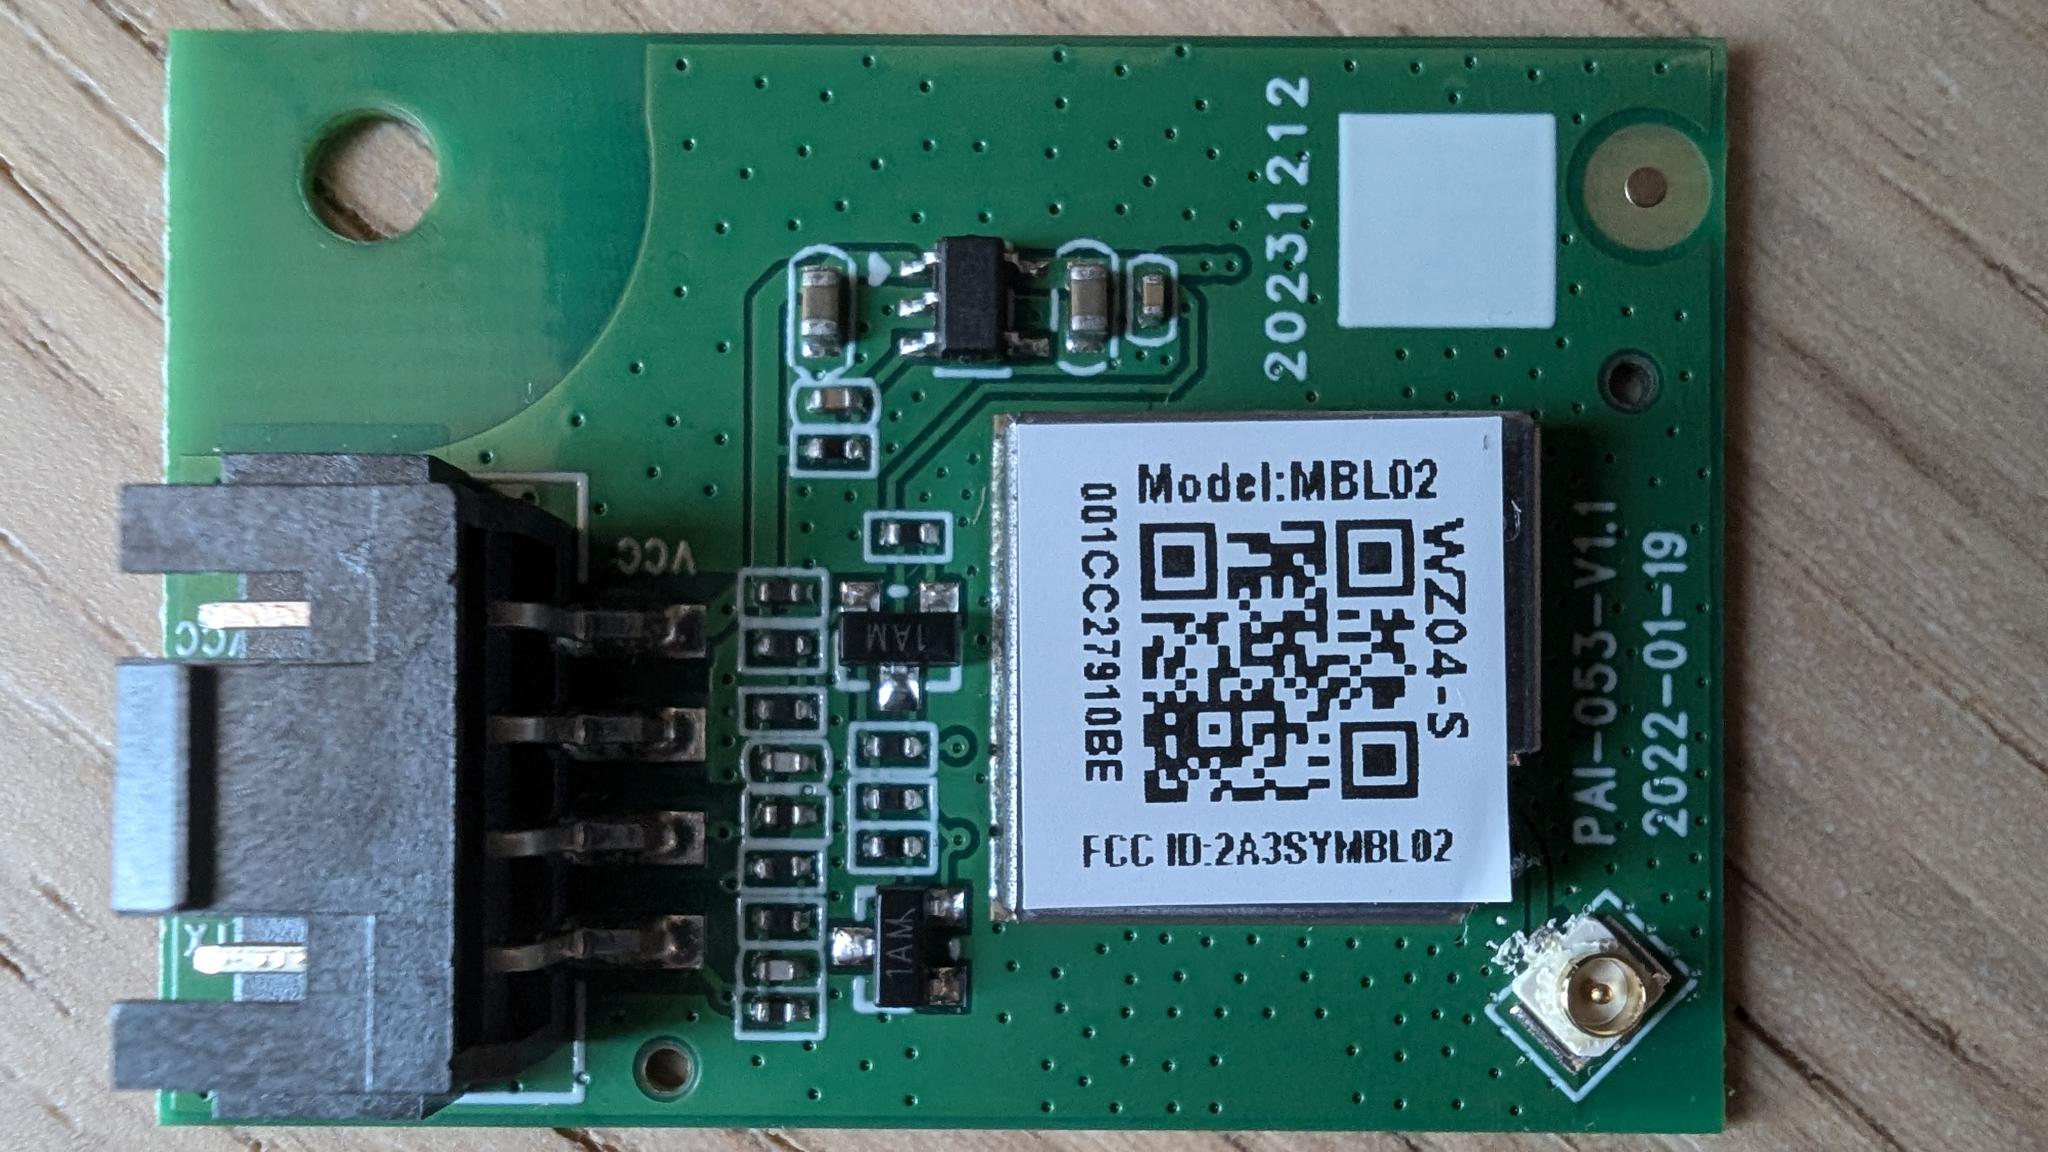 20231212
Model:MBL02
001CC27910BE
WZ04-S
FCC ID:2A3SYMBL02
PAI-053-V1.1
2022-01-19
VCC
VCC
1AM
1AM